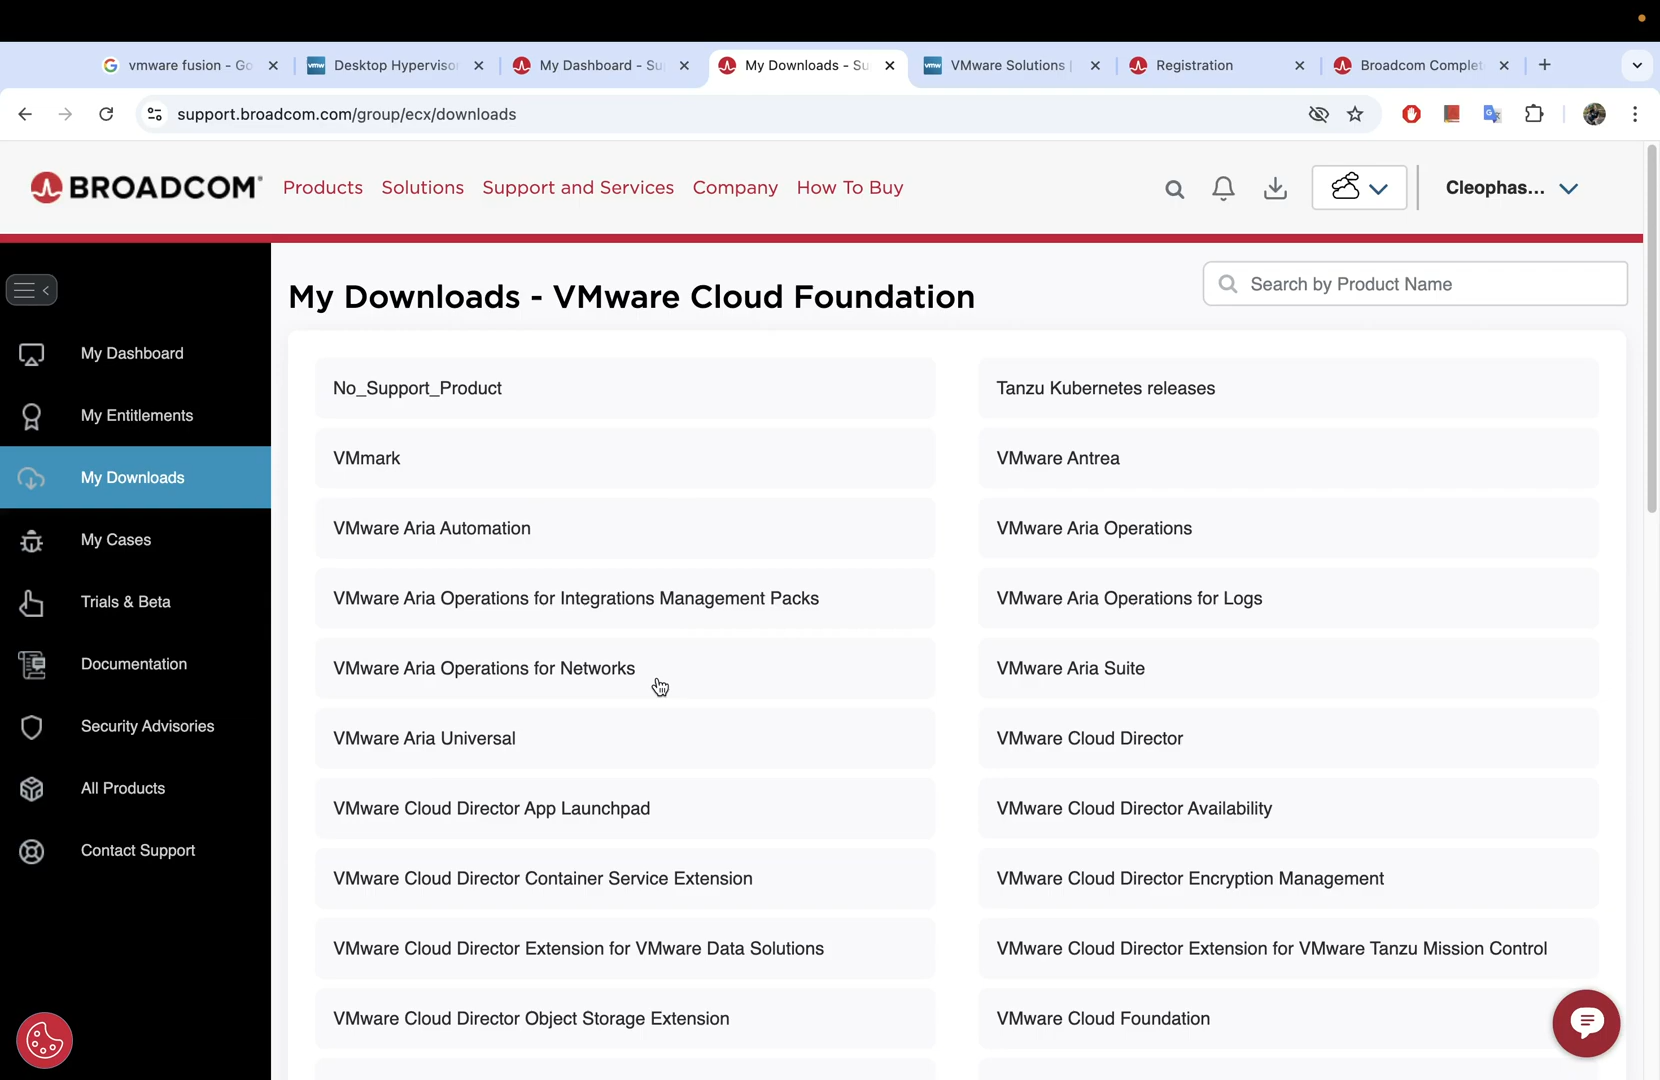 vmware fusion - Go
Desktop Hypervisor
My Dashboard - Su
My Downloads - Su
VMware Solutions |
Registration
Broadcom Complet
support.broadcom.com/group/ecx/downloads
BROADCOM
Products
Solutions
Support and Services
Company
How To Buy
Cleophas...
My Downloads - VMware Cloud Foundation
Search by Product Name
My Dashboard
My Entitlements
My Downloads
My Cases
Trials & Beta
Documentation
Security Advisories
All Products
Contact Support
No_Support_Product
Tanzu Kubernetes releases
VMmark
VMware Antrea
VMware Aria Automation
VMware Aria Operations
VMware Aria Operations for Integrations Management Packs
VMware Aria Operations for Logs
VMware Aria Operations for Networks
VMware Aria Suite
VMware Aria Universal
VMware Cloud Director
VMware Cloud Director App Launchpad
VMware Cloud Director Availability
VMware Cloud Director Container Service Extension
VMware Cloud Director Encryption Management
VMware Cloud Director Extension for VMware Data Solutions
VMware Cloud Director Extension for VMware Tanzu Mission Control
VMware Cloud Director Object Storage Extension
VMware Cloud Foundation